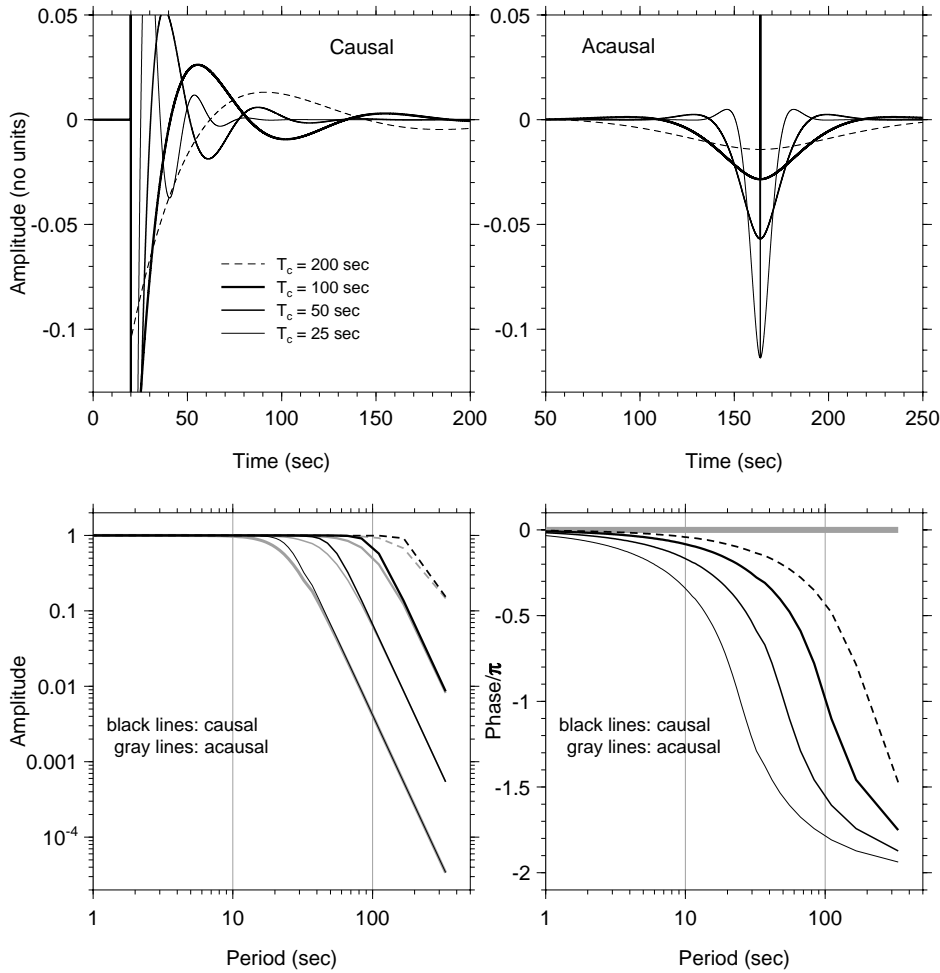 0.05
0
-0.05
-0.1
Amplitude (no units)
Causal
T_c = 200 sec
T_c = 100 sec
T_c = 50 sec
T_c = 25 sec
0 50 100 150 200
Time (sec)
0.05
0
-0.05
-0.1
Acausal
50 100 150 200 250
Time (sec)
1
0.1
0.01
0.001
10^-4
Amplitude
black lines: causal
gray lines: acausal
1 10 100
Period (sec)
0
-0.5
-1
-1.5
-2
Phase/π
black lines: causal
gray lines: acausal
1 10 100
Period (sec)